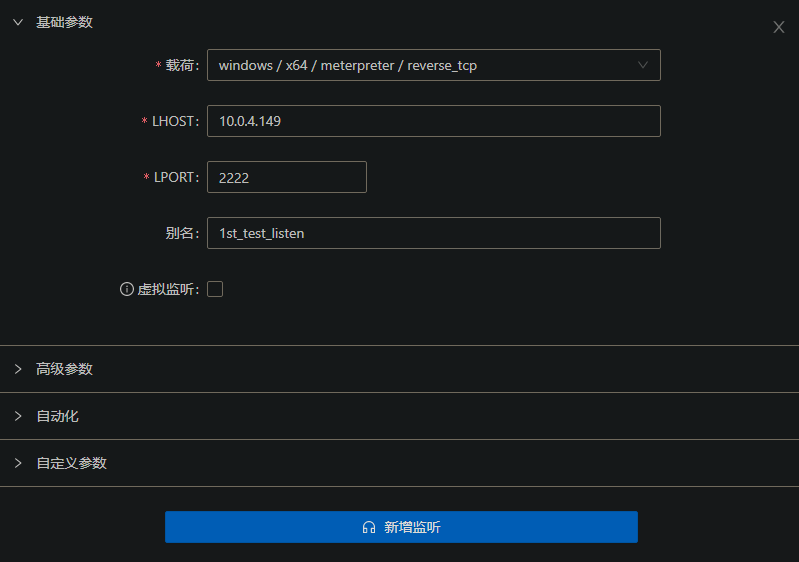 基础参数
* 载荷: windows / x64 / meterpreter / reverse_tcp
* LHOST: 10.0.4.149
* LPORT: 2222
别名: 1st_test_listen
虚拟监听:
高级参数
自动化
自定义参数
新增监听